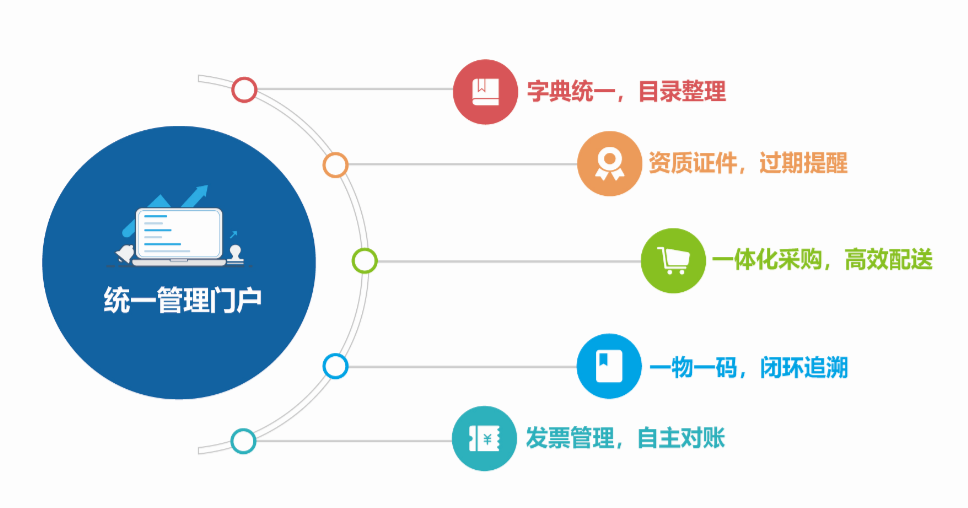 字典统一，目录整理
资质证件，过期提醒
一体化采购，高效配送
统一管理门户
一物一码，闭环追溯
¥
发票管理，自主对账